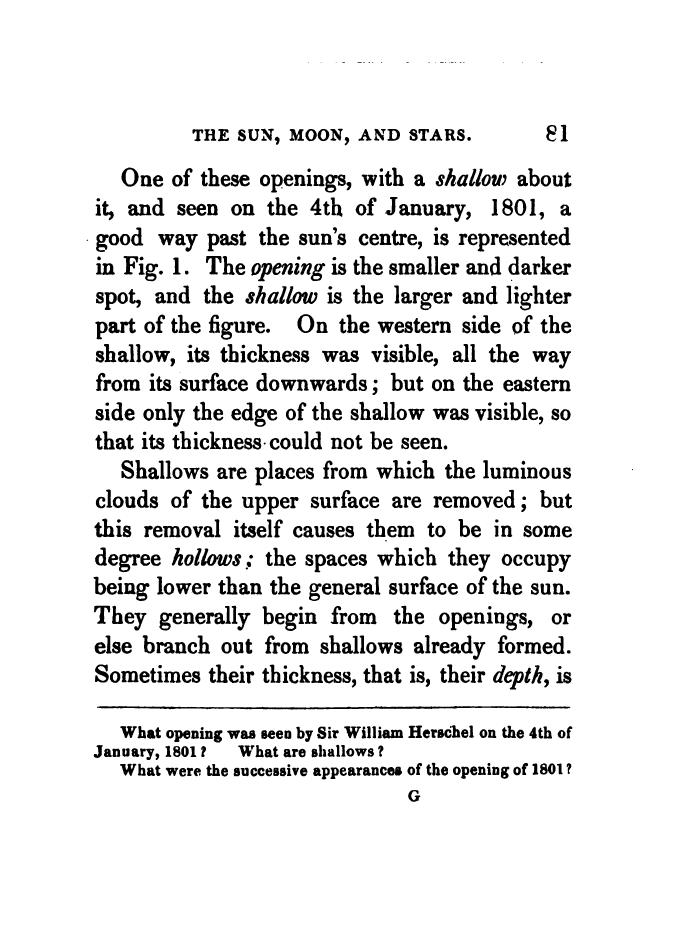 THE SUN, MOON, AND STARS. 81
One of these openings, with a shallow about
it, and seen on the 4th of January, 1801, a
good way past the sun's centre, is represented
in Fig. 1. The opening is the smaller and darker
spot, and the shallow is the larger and lighter
part of the figure. On the western side of the
shallow, its thickness was visible, all the way
from its surface downwards; but on the eastern
side only the edge of the shallow was visible, so
that its thickness could not be seen.
Shallows are places from which the luminous
clouds of the upper surface are removed; but
this removal itself causes them to be in some
degree hollows; the spaces which they occupy
being lower than the general surface of the sun.
They generally begin from the openings, or
else branch out from shallows already formed.
Sometimes their thickness, that is, their depth, is
What opening was seen by Sir William Herschel on the 4th of
January, 1801? What are shallows?
What were the successive appearances of the opening of 1801?
G